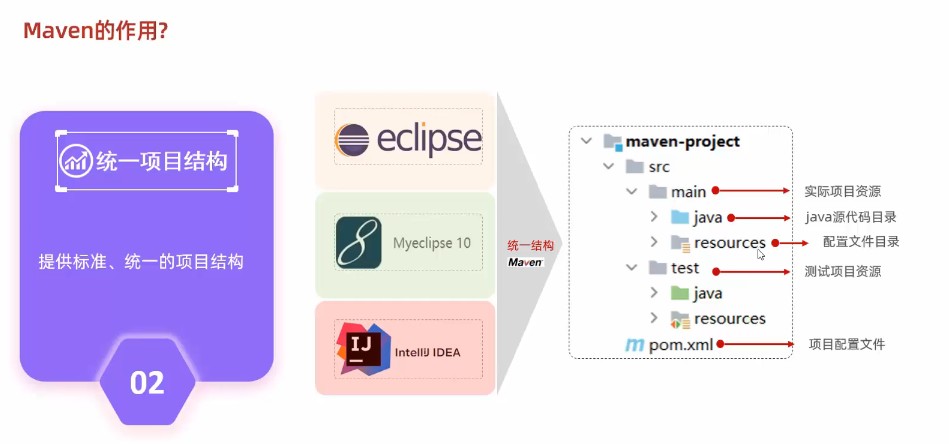 Maven的作用?
统一项目结构
提供标准、统一的项目结构
02
eclipse
Myeclipse 10
IJ
IntelliJ IDEA
统一结构
Maven
maven-project
src
main
实际项目资源
java
java源代码目录
resources
配置文件目录
test
测试项目资源
java
resources
pom.xml
项目配置文件